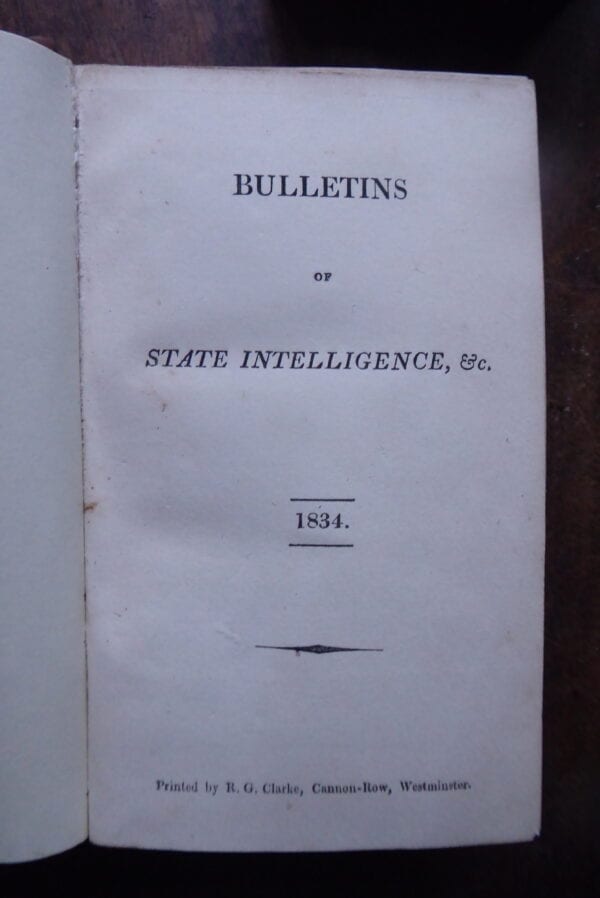 BULLETINS
OF
STATE INTELLIGENCE, &c.
1834.
Printed by R. G. Clarke, Cannon-Row, Westminster.